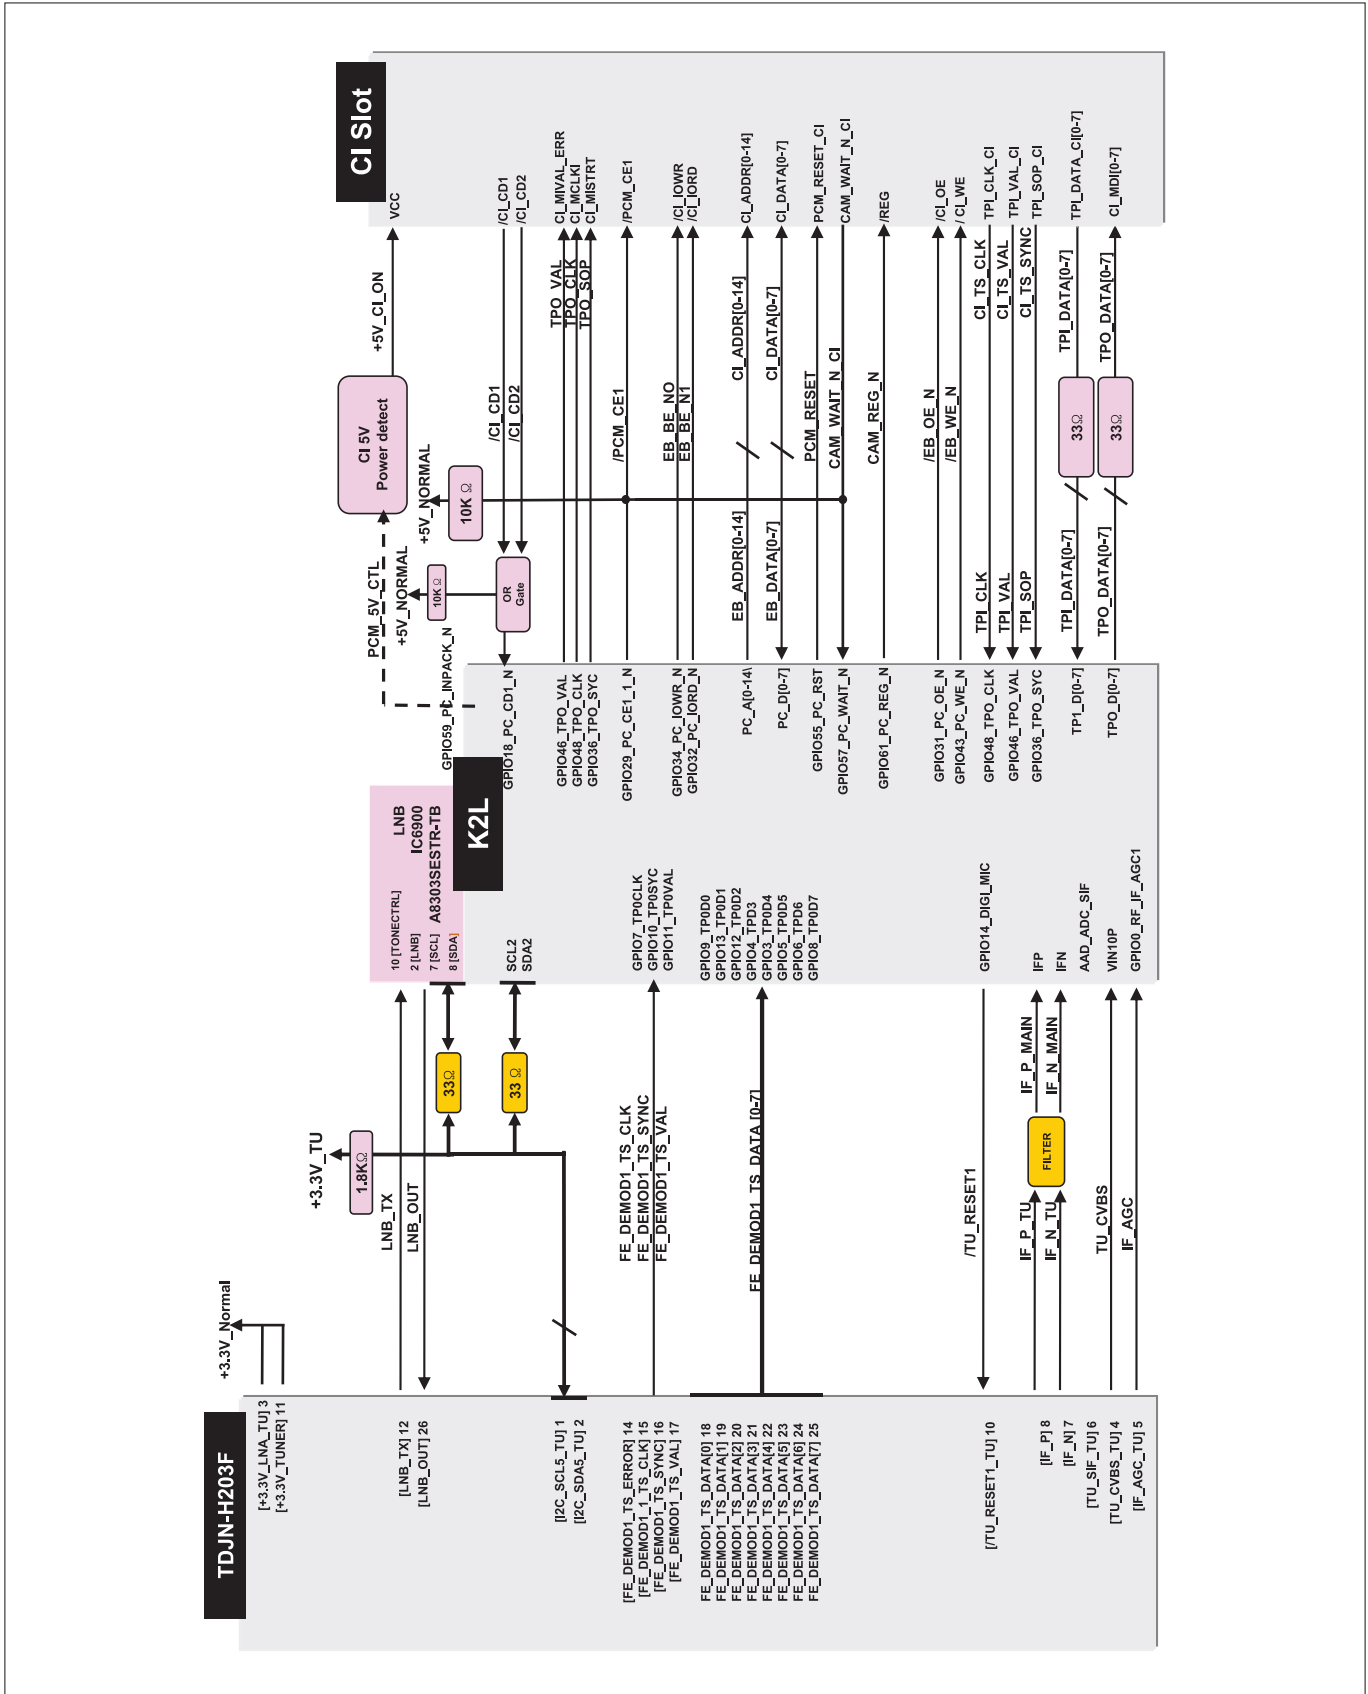 CI Slot
VCC
/CI_CD1
/CI_CD2
CI_MIVAL_ERR
CI_MCLKI
CI_MISTRT
/PCM_CE1
/CI_IOWR
/CI_IORD
CI_ADDR[0-14]
CI_DATA[0-7]
PCM_RESET_CI
CAM_WAIT_N_CI
/REG
/CI_OE
/ CI_WE
TPI_CLK_CI
TPI_VAL_CI
TPI_SOP_CI
TPI_DATA_CI[0-7]
CI_MDI[0-7]
+5V_CI_ON
CI 5V
Power detect
PCM_5V_CTL
+5V_NORMAL
10K Ω
+5V_NORMAL
10K Ω
OR
Gate
/CI_CD1
/CI_CD2
TPO_VAL
TPO_CLK
TPO_SOP
/PCM_CE1
EB_BE_NO
EB_BE_N1
CI_ADDR[0-14]
EB_ADDR[0-14]
CI_DATA[0-7]
EB_DATA[0-7]
PCM_RESET
CAM_WAIT_N_CI
CAM_REG_N
/EB_OE_N
/EB_WE_N
CI_TS_CLK
CI_TS_VAL
CI_TS_SYNC
TPI_CLK
TPI_VAL
TPI_SOP
TPI_DATA[0-7]
33Ω
TPI_DATA[0-7]
TPO_DATA[0-7]
33Ω
TPO_DATA[0-7]
K2L
GPIO59_PC_INPACK_N
GPIO18_PC_CD1_N
GPIO46_TPO_VAL
GPIO48_TPO_CLK
GPIO36_TPO_SYC
GPIO29_PC_CE1_1_N
GPIO34_PC_IOWR_N
GPIO32_PC_IORD_N
PC_A[0-14\
PC_D[0-7]
GPIO55_PC_RST
GPIO57_PC_WAIT_N
GPIO61_PC_REG_N
GPIO31_PC_OE_N
GPIO43_PC_WE_N
GPIO48_TPO_CLK
GPIO46_TPO_VAL
GPIO36_TPO_SYC
TP1_D[0-7]
TPO_D[0-7]
LNB
IC6900
A8303SESTR-TB
10 [TONECTRL]
2 [LNB]
7 [SCL]
8 [SDA]
SCL2
SDA2
GPIO7_TP0CLK
GPIO10_TP0SYC
GPIO11_TP0VAL
GPIO9_TP0D0
GPIO13_TP0D1
GPIO12_TP0D2
GPIO4_TPD3
GPIO3_TP0D4
GPIO5_TP0D5
GPIO6_TPD6
GPIO8_TP0D7
GPIO14_DIGI_MIC
IFP
IFN
AAD_ADC_SIF
VIN10P
GPIO0_RF_IF_AGC1
+3.3V_TU
1.8KΩ
33Ω
33 Ω
LNB_TX
LNB_OUT
FE_DEMOD1_TS_CLK
FE_DEMOD1_TS_SYNC
FE_DEMOD1_TS_VAL
FE_DEMOD1_TS_DATA [0-7]
/TU_RESET1
IF_P_MAIN
IF_N_MAIN
FILTER
IF_P_TU
IF_N_TU
TU_CVBS
IF_AGC
+3.3V_Normal
TDJN-H203F
[+3.3V_LNA_TU] 3
[+3.3V_TUNER] 11
[LNB_TX] 12
[LNB_OUT] 26
[I2C_SCL5_TU] 1
[I2C_SDA5_TU] 2
[FE_DEMOD1_TS_ERROR] 14
[FE_DEMOD1_1_TS_CLK] 15
[FE_DEMOD1_TS_SYNC] 16
[FE_DEMOD1_TS_VAL] 17
FE_DEMOD1_TS_DATA[0] 18
FE_DEMOD1_TS_DATA[1] 19
FE_DEMOD1_TS_DATA[2] 20
FE_DEMOD1_TS_DATA[3] 21
FE_DEMOD1_TS_DATA[4] 22
FE_DEMOD1_TS_DATA[5] 23
FE_DEMOD1_TS_DATA[6] 24
FE_DEMOD1_TS_DATA[7] 25
[/TU_RESET1_TU] 10
[IF_P] 8
[IF_N] 7
[TU_SIF_TU] 6
[TU_CVBS_TU] 4
[IF_AGC_TU] 5